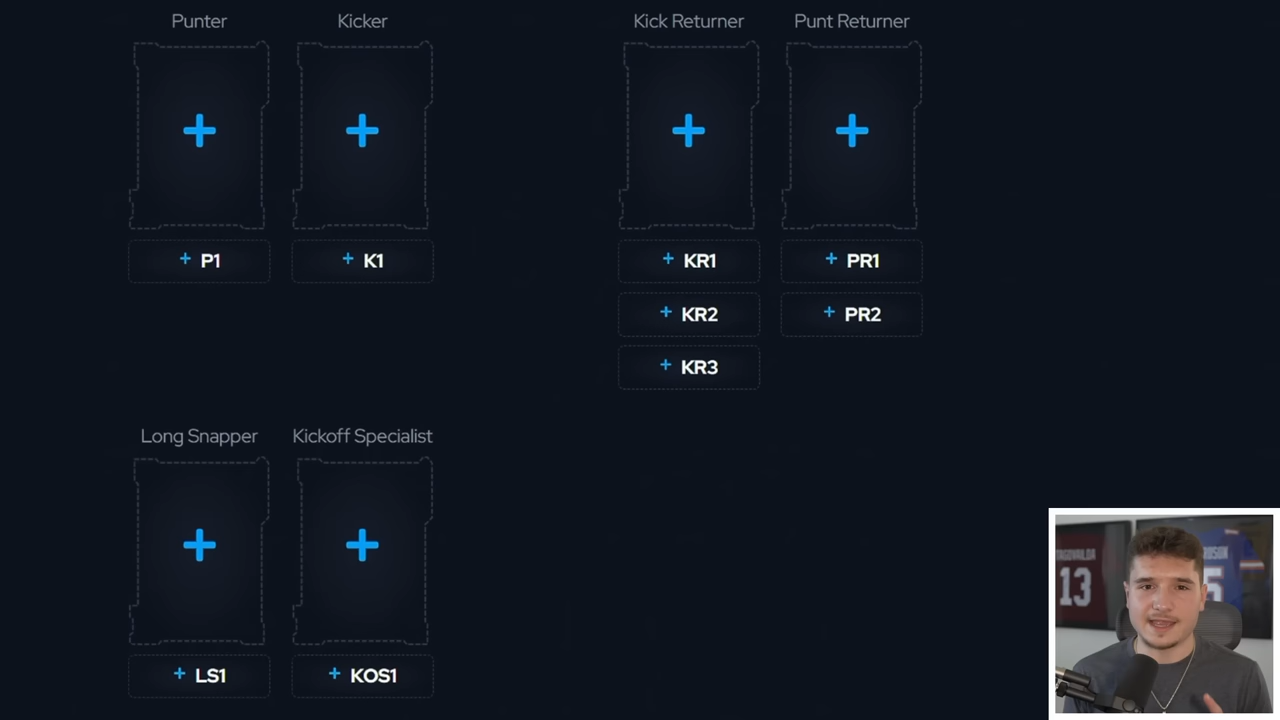 Punter
Kicker
Kick Returner
Punt Returner
+ P1
+ K1
+ KR1
+ PR1
+ KR2
+ PR2
+ KR3
Long Snapper
Kickoff Specialist
+ LS1
+ KOS1
13